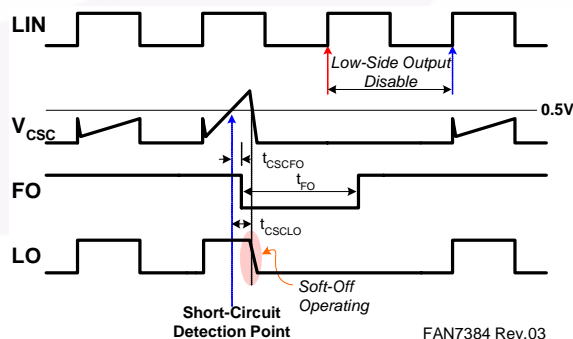 LIN
Low-Side Output
Disable
0.5V
VCSC
tCSCFO
tFO
FO
tCSCLO
LO
Soft-Off
Operating
Short-Circuit
Detection Point
FAN7384 Rev.03